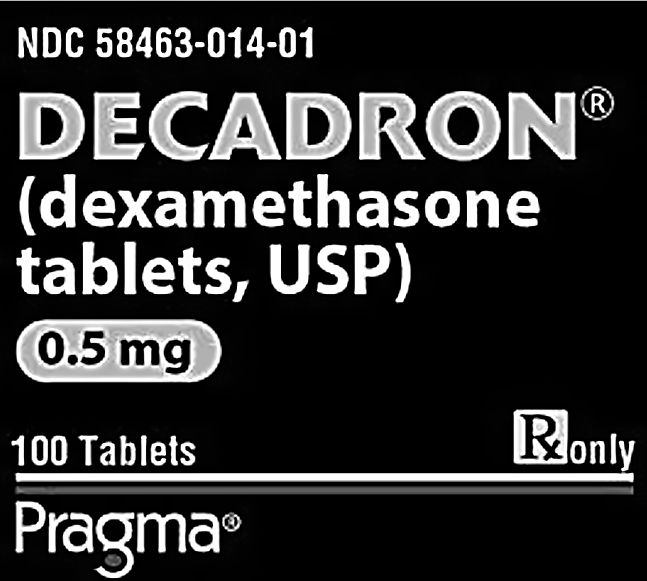 NDC 58463-014-01
DECADRON®
(dexamethasone
tablets, USP)
0.5 mg
100 Tablets
Rx only
Pragma®